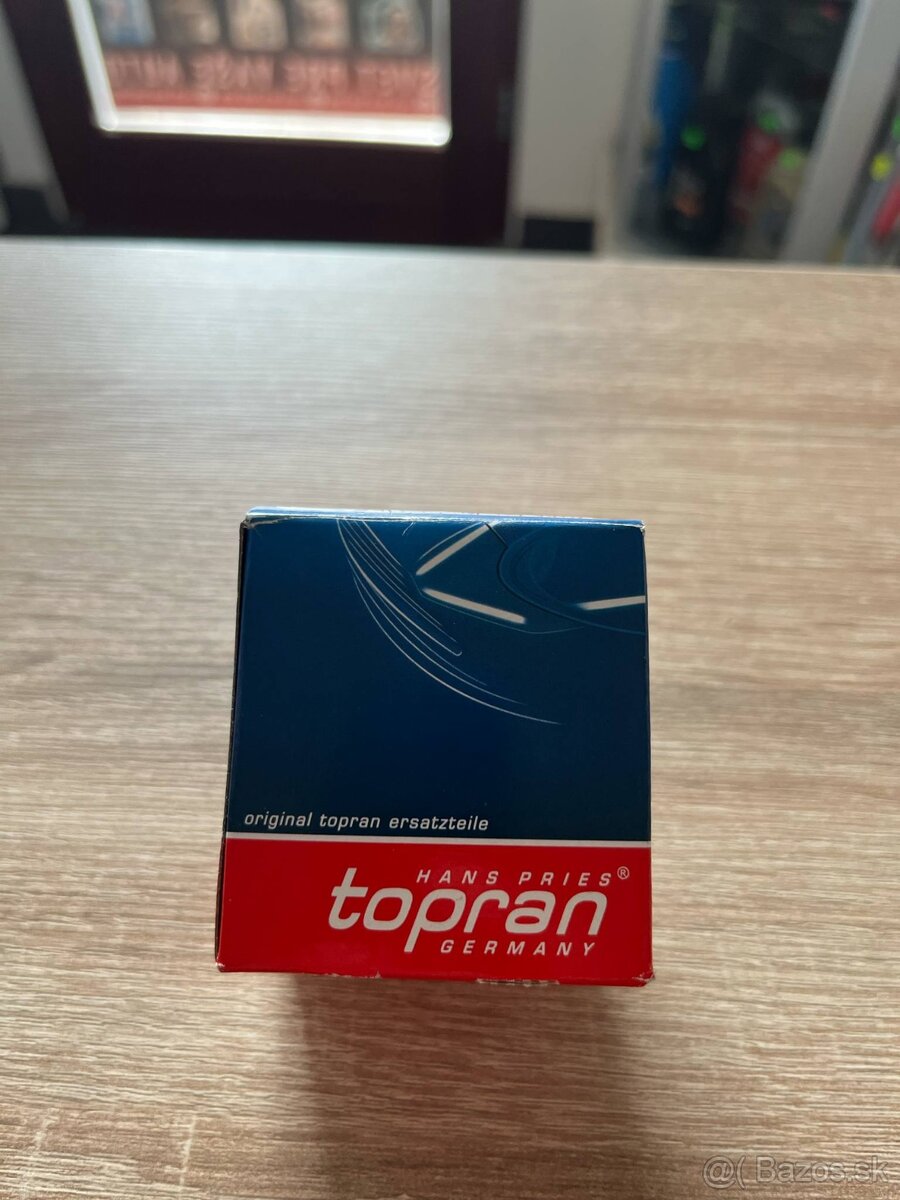 original topran ersatzteile
HANS PRIES®
topran
GERMANY
@( Bazos.sk